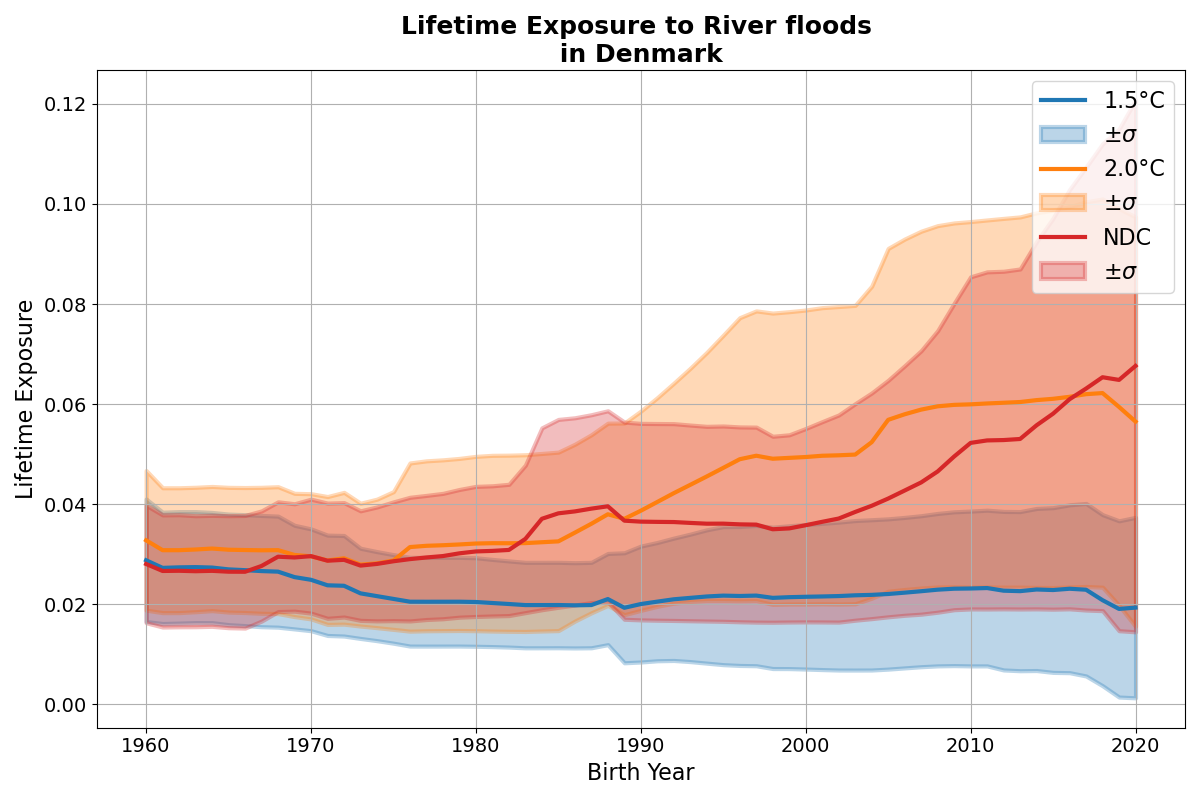 Lifetime Exposure to River floods
in Denmark
Lifetime Exposure
0.12
0.10
0.08
0.06
0.04
0.02
0.00
1.5°C
±σ
2.0°C
±σ
NDC
±σ
1960 1970 1980 1990 2000 2010 2020
Birth Year